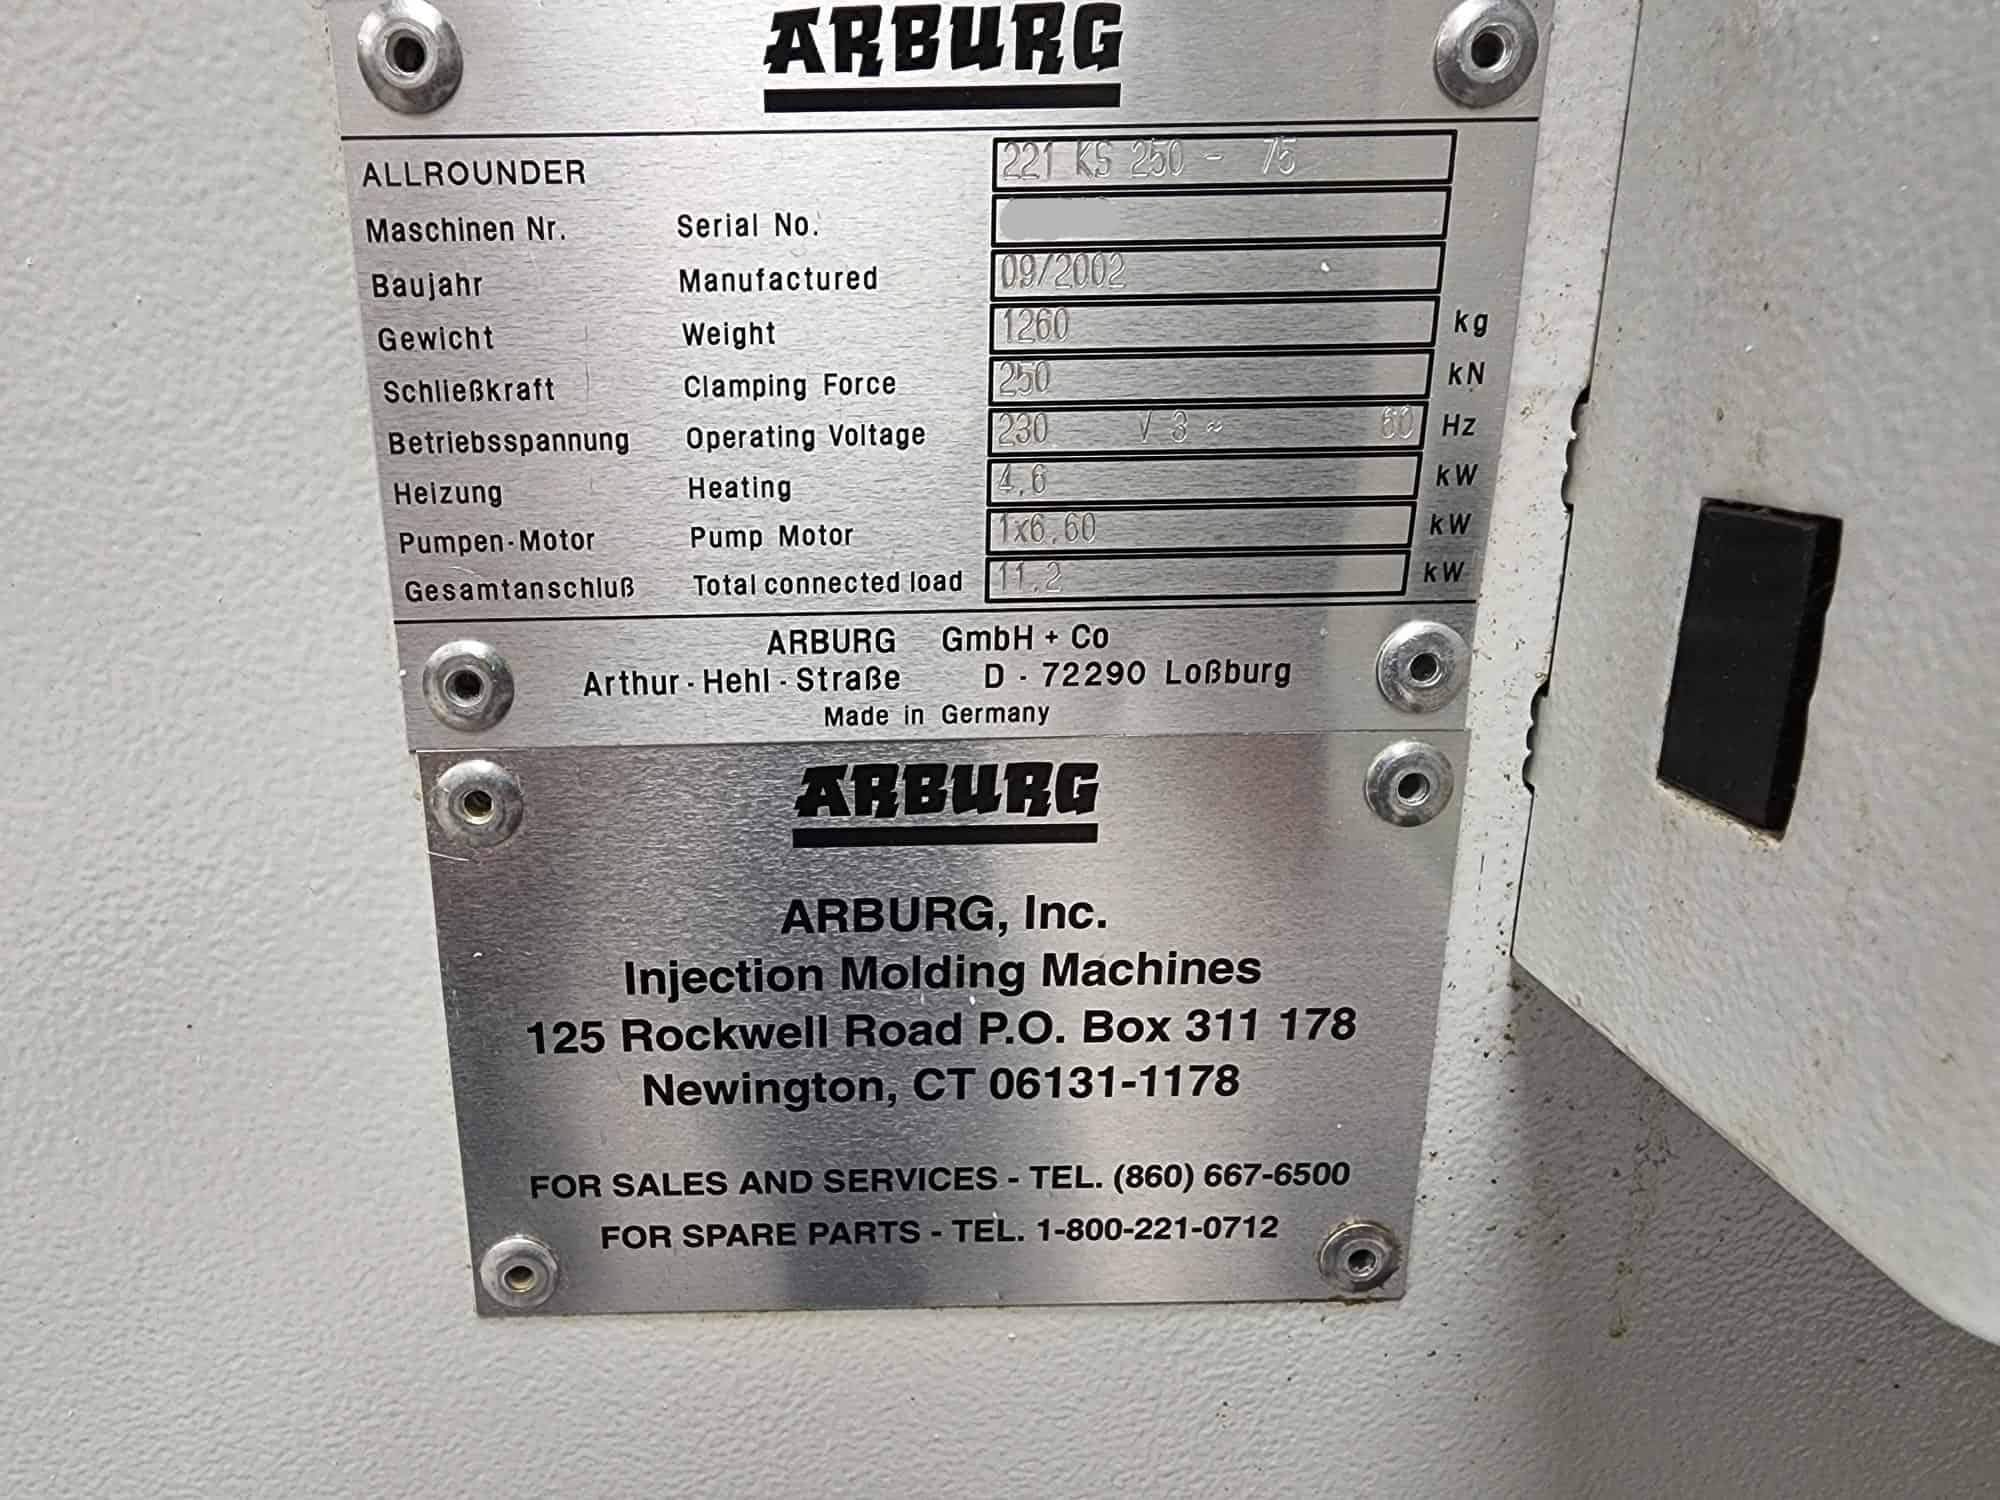 ARBURG
ALLROUNDER 221 KS 250 - 75
Maschinen Nr. Serial No.
Baujahr Manufactured 09/2002
Gewicht Weight 1260 kg
Schließkraft Clamping Force 250 kN
Betriebsspannung Operating Voltage 230 V 3 ~ 60 Hz
Heizung Heating 4,6 kW
Pumpen-Motor Pump Motor 1x6,60 kW
Gesamtanschluß Total connected load 11,2 kW
ARBURG GmbH + Co
Arthur - Hehl - Straße D - 72290 Loßburg
Made in Germany
ARBURG
ARBURG, Inc.
Injection Molding Machines
125 Rockwell Road P.O. Box 311 178
Newington, CT 06131-1178
FOR SALES AND SERVICES - TEL. (860) 667-6500
FOR SPARE PARTS - TEL. 1-800-221-0712